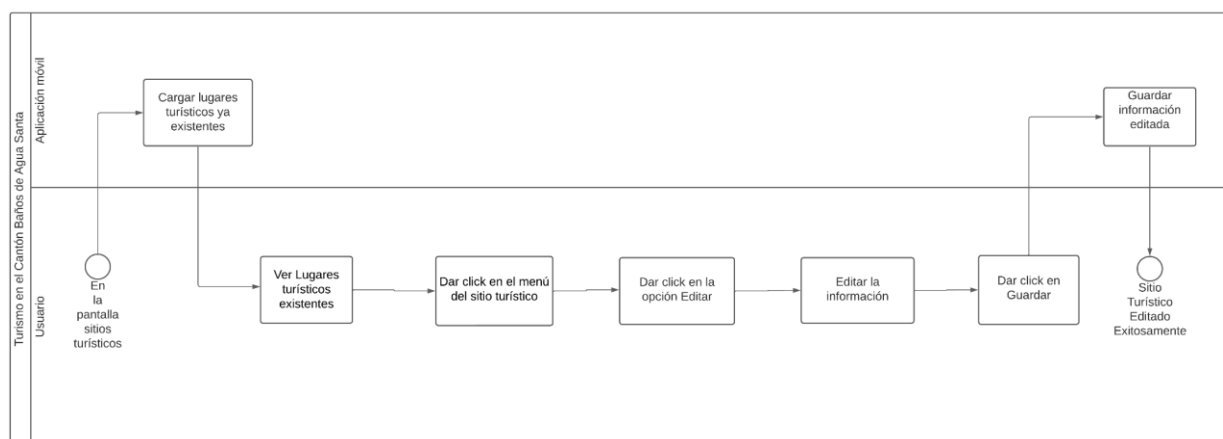 Turismo en el Cantón Baños de Agua Santa
Aplicación móvil
Cargar lugares
turísticos ya
existentes
Guardar
información
editada
Usuario
En
la
pantalla
sitios
turísticos
Ver Lugares
turísticos
existentes
Dar click en el menú
del sitio turístico
Dar click en la
opción Editar
Editar la
información
Dar click en
Guardar
Sitio
Turístico
Editado
Exitosamente